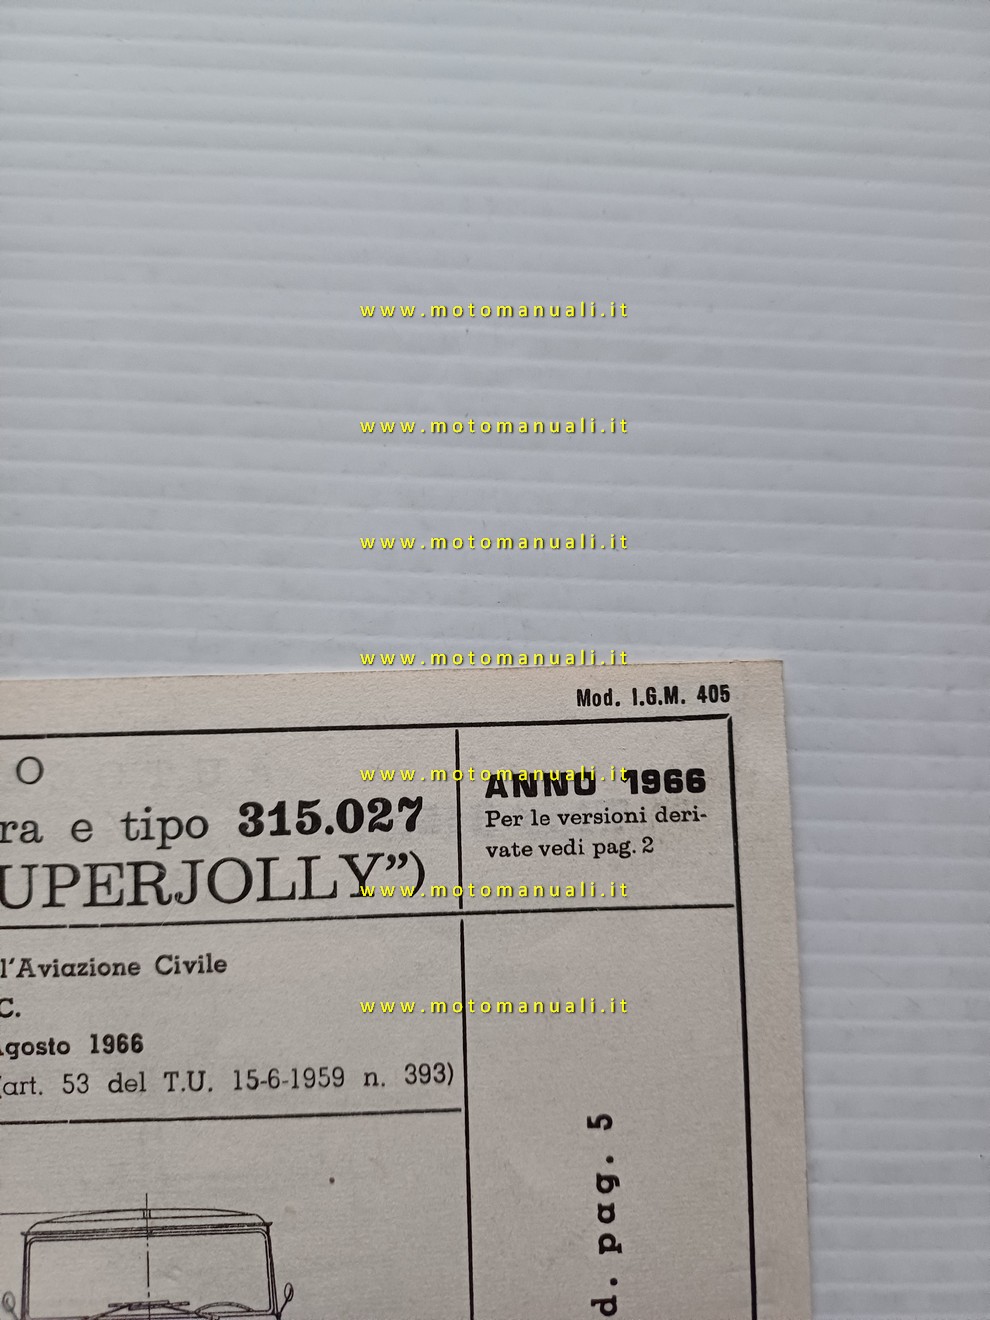 www.motomanuali.it
www.motomanuali.it
www.motomanuali.it
www.motomanuali.it
Mod. I.G.M. 405
O
www.motomanuali.it
ANNO 1966
ra e tipo 315.027
Per le versioni deri-
vate vedi pag. 2
UPERJOLLY”)
www.motomanuali.it
l'Aviazione Civile
C.
www.motomanuali.it
Agosto 1966
(art. 53 del T.U. 15-6-1959 n. 393)
d. pag. 5